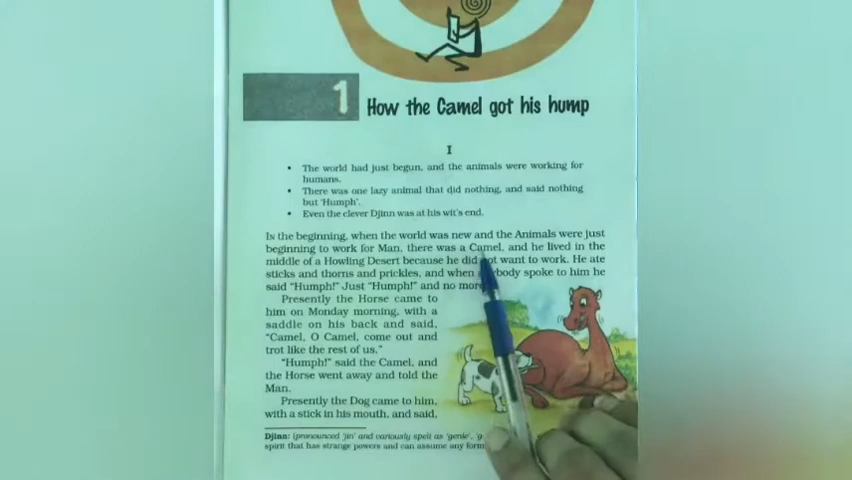 1
How the Camel got his hump
I
• The world had just begun, and the animals were working for
humans.
• There was one lazy animal that did nothing, and said nothing
but 'Humph'.
• Even the clever Djinn was at his wit's end.
Is the beginning, when the world was new and the Animals were just
beginning to work for Man, there was a Camel, and he lived in the
middle of a Howling Desert because he did not want to work. He ate
sticks and thorns and prickles, and when anybody spoke to him he
said "Humph!" Just "Humph!" and no more.
Presently the Horse came to
him on Monday morning, with a
saddle on his back and said,
"Camel, O Camel, come out and
trot like the rest of us."
"Humph!" said the Camel, and
the Horse went away and told the
Man.
Presently the Dog came to him,
with a stick in his mouth, and said,
Djinn: (pronounced 'jin' and variously spelt as 'genie',
spirit that has strange powers and can assume any form